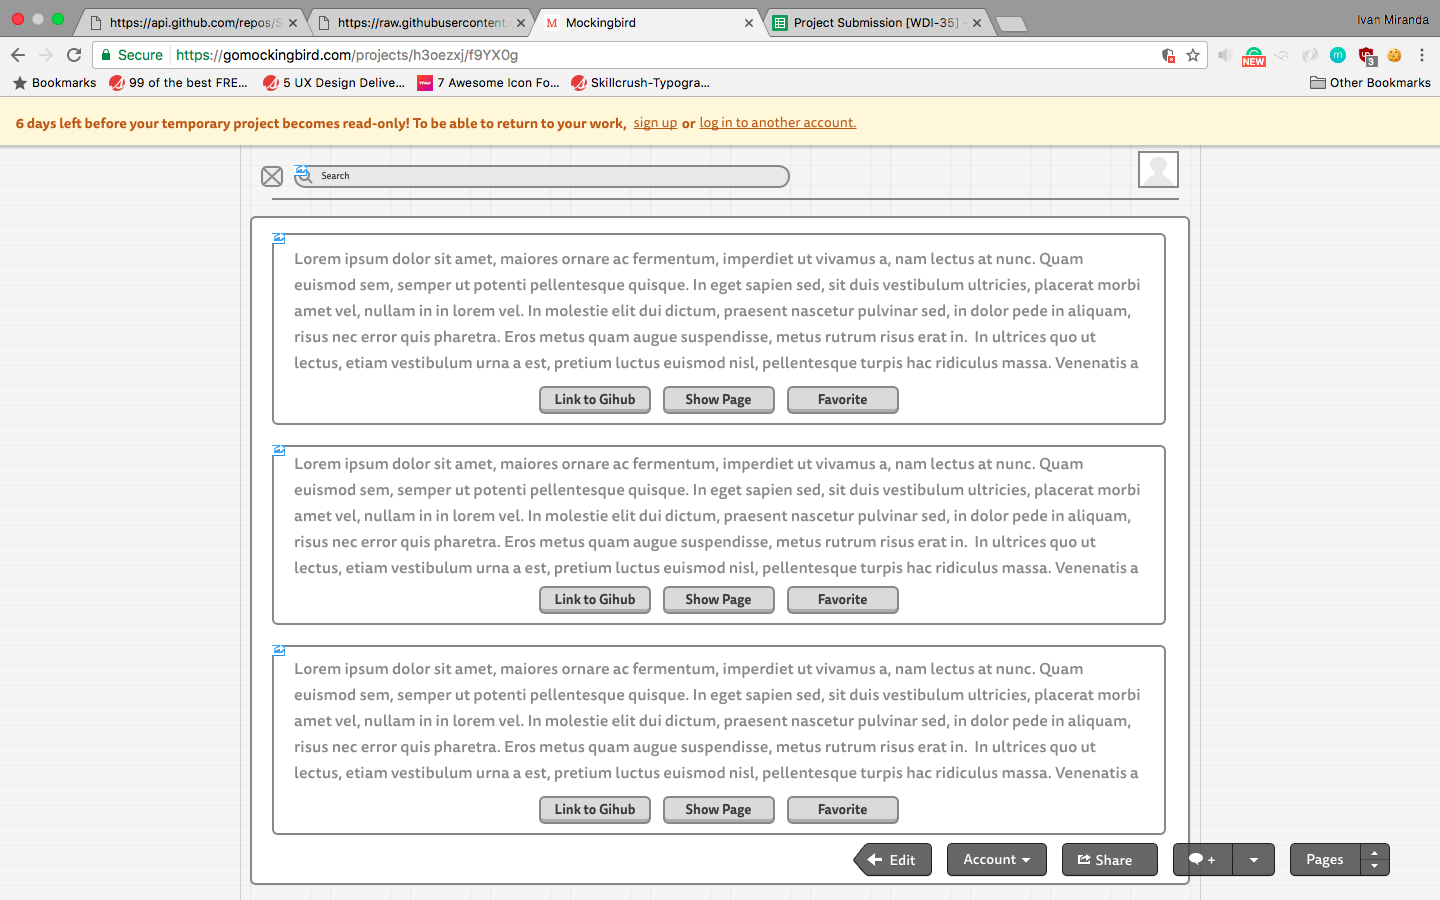 https://api.github.com/repos/S
https://raw.githubusercontent.c
M Mockingbird
Project Submission [WDI-35] -
Ivan Miranda
Secure https://gomockingbird.com/projects/h3oezxj/f9YX0g
NEW
m
3
Bookmarks
99 of the best FRE...
5 UX Design Delive...
7 Awesome Icon Fo...
Skillcrush-Typogra...
Other Bookmarks
6 days left before your temporary project becomes read-only! To be able to return to your work, sign up or log in to another account.
Search
Lorem ipsum dolor sit amet, maiores ornare ac fermentum, imperdiet ut vivamus a, nam lectus at nunc. Quam
euismod sem, semper ut potenti pellentesque quisque. In eget sapien sed, sit duis vestibulum ultricies, placerat morbi
amet vel, nullam in in lorem vel. In molestie elit dui dictum, praesent nascetur pulvinar sed, in dolor pede in aliquam,
risus nec error quis pharetra. Eros metus quam augue suspendisse, metus rutrum risus erat in.  In ultrices quo ut
lectus, etiam vestibulum urna a est, pretium luctus euismod nisl, pellentesque turpis hac ridiculus massa. Venenatis a
Link to Gihub Show Page Favorite
Lorem ipsum dolor sit amet, maiores ornare ac fermentum, imperdiet ut vivamus a, nam lectus at nunc. Quam
euismod sem, semper ut potenti pellentesque quisque. In eget sapien sed, sit duis vestibulum ultricies, placerat morbi
amet vel, nullam in in lorem vel. In molestie elit dui dictum, praesent nascetur pulvinar sed, in dolor pede in aliquam,
risus nec error quis pharetra. Eros metus quam augue suspendisse, metus rutrum risus erat in.  In ultrices quo ut
lectus, etiam vestibulum urna a est, pretium luctus euismod nisl, pellentesque turpis hac ridiculus massa. Venenatis a
Link to Gihub Show Page Favorite
Lorem ipsum dolor sit amet, maiores ornare ac fermentum, imperdiet ut vivamus a, nam lectus at nunc. Quam
euismod sem, semper ut potenti pellentesque quisque. In eget sapien sed, sit duis vestibulum ultricies, placerat morbi
amet vel, nullam in in lorem vel. In molestie elit dui dictum, praesent nascetur pulvinar sed, in dolor pede in aliquam,
risus nec error quis pharetra. Eros metus quam augue suspendisse, metus rutrum risus erat in.  In ultrices quo ut
lectus, etiam vestibulum urna a est, pretium luctus euismod nisl, pellentesque turpis hac ridiculus massa. Venenatis a
Link to Gihub Show Page Favorite
Edit Account Share + Pages